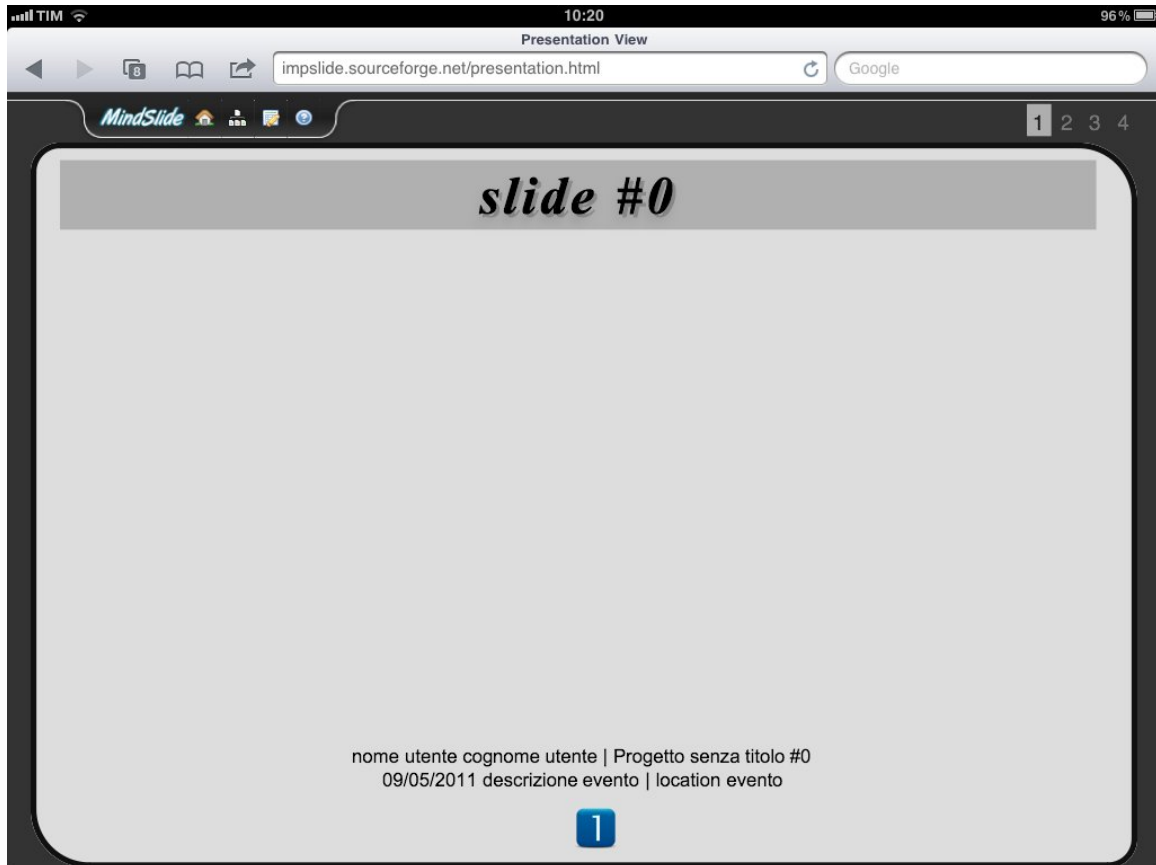 TIM 10:20 96%
Presentation View
8 impslide.sourceforge.net/presentation.html Google
MindSlide 1 2 3 4
slide #0
nome utente cognome utente | Progetto senza titolo #0
09/05/2011 descrizione evento | location evento
1